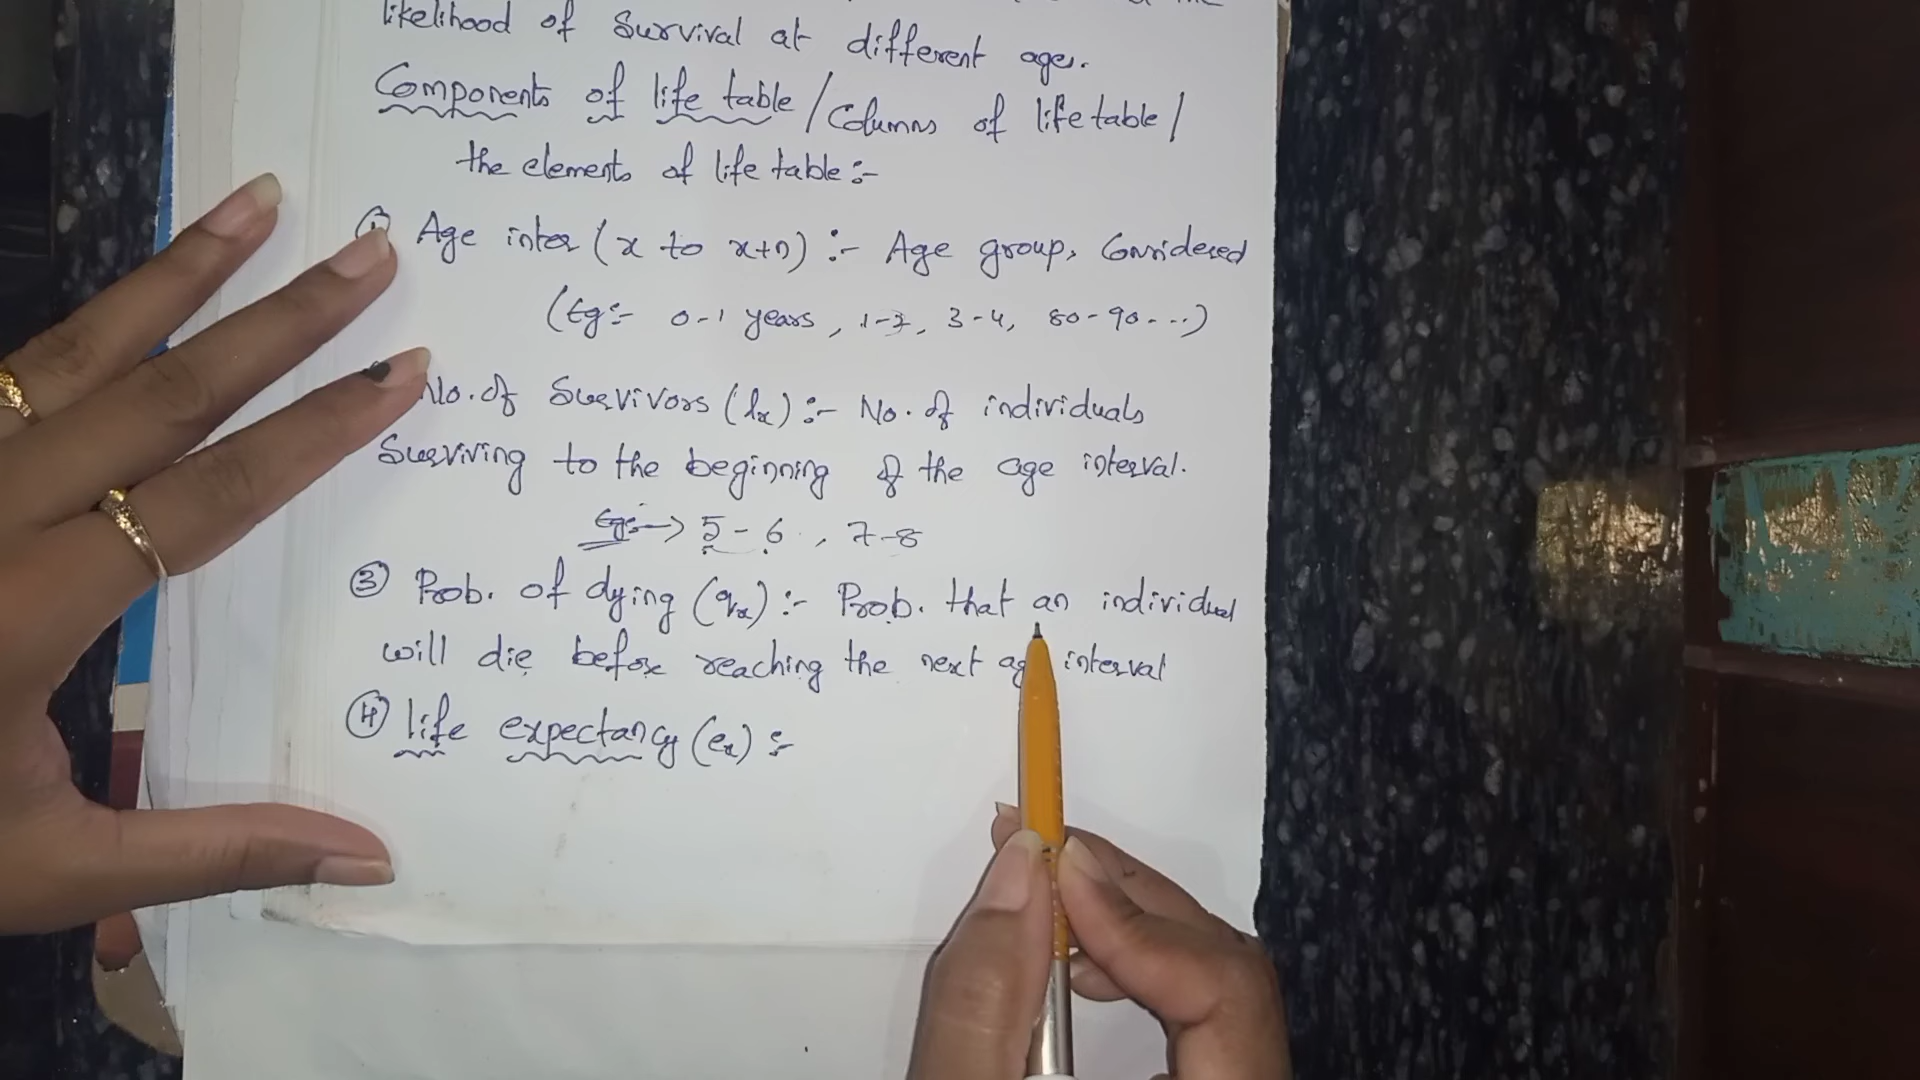 likelihood of Survival at different ages.
Components of life table / Columns of life table /
the elements of life table :-
① Age inter (x to x+n) :- Age groups Considered
(Eg:- 0-1 years, 1-2, 3-4, 80-90...)
No. of Survivors (lx) :- No. of individuals
Surviving to the beginning of the age interval.
Eg:-> 5-6, 7-8
③ Prob. of dying (qx) :- Prob. that an individual
will die before reaching the next interval
④ life expectancy (ex) :-